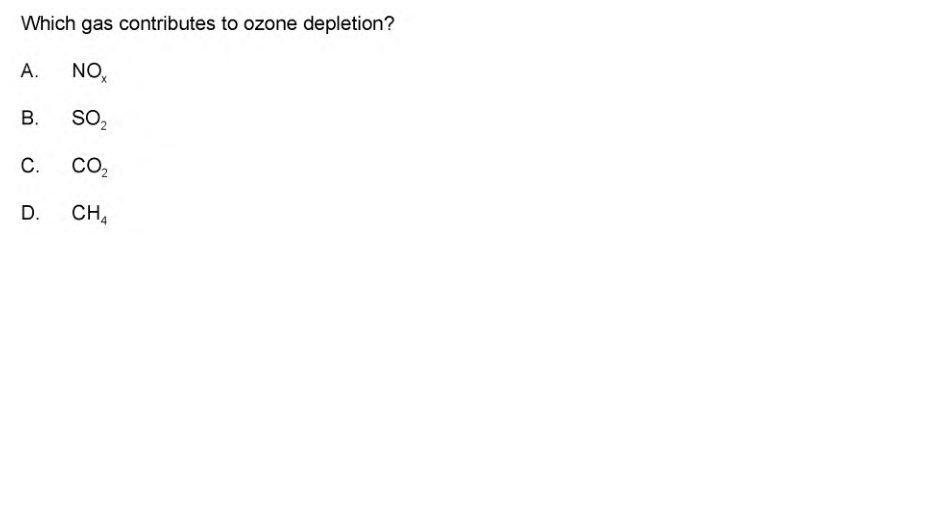 Which gas contributes to ozone depletion?
A. NOₓ
B. SO₂
C. CO₂
D. CH₄